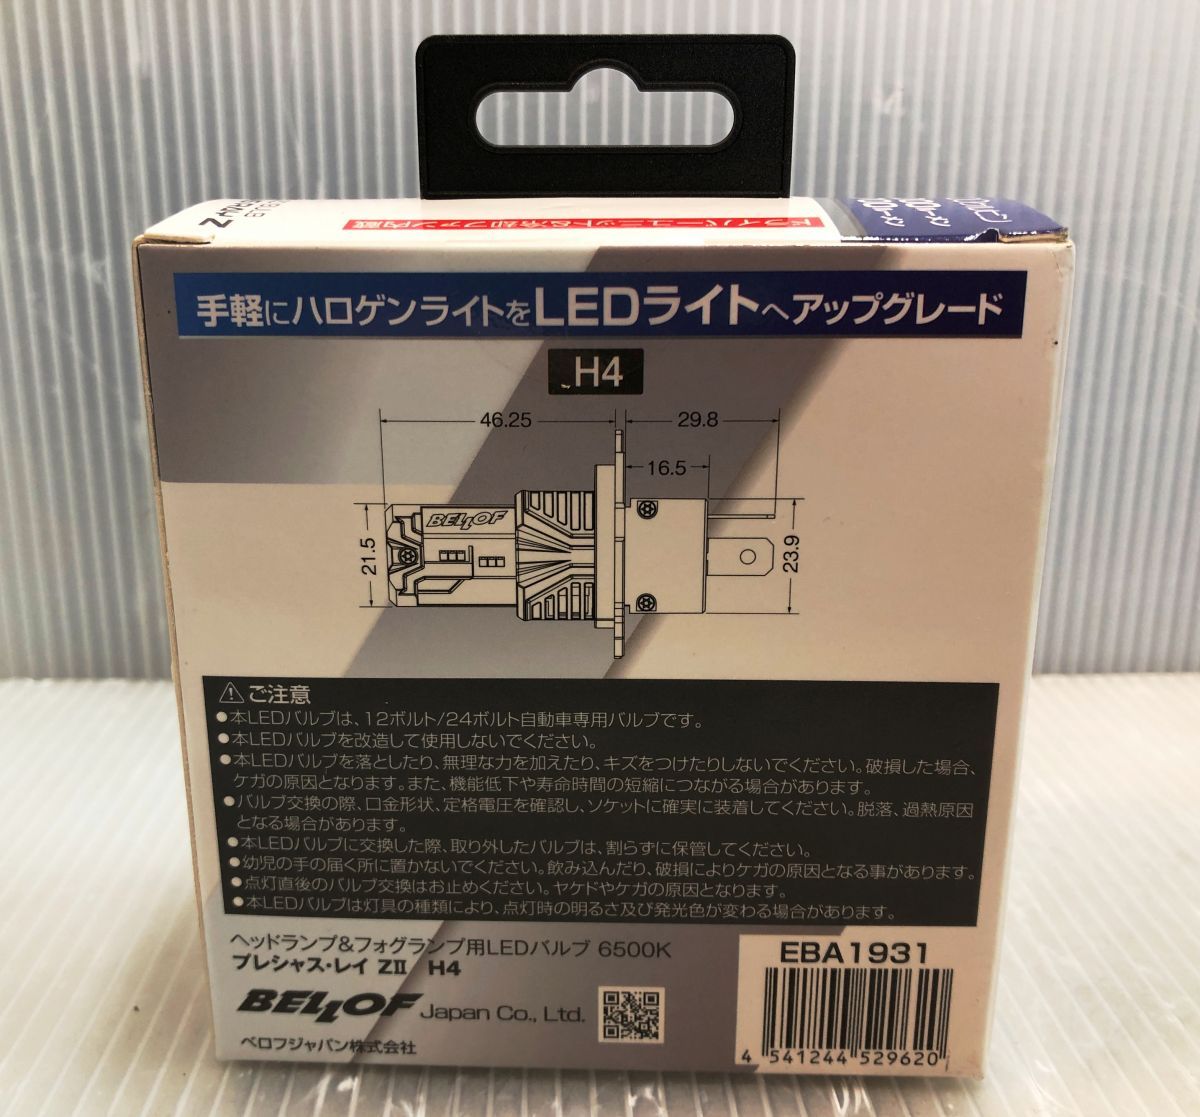 ドライバーユニット&冷却ファン内蔵
手軽にハロゲンライトをLEDライトへアップグレード
H4
46.25
29.8
16.5
21.5
BELLOF
23.9
ご注意
●本LEDバルブは、12ボルト/24ボルト自動車専用バルブです。
●本LEDバルブを改造して使用しないでください。
●本LEDバルブを落としたり、無理な力を加えたり、キズをつけたりしないでください。破損した場合、
ケガの原因となります。また、機能低下や寿命時間の短縮につながる場合があります。
●バルブ交換の際、口金形状、定格電圧を確認し、ソケットに確実に装着してください。脱落、過熱原因
となる場合があります。
●本LEDバルブに交換した際、取り外したバルブは、割らずに保管してください。
●幼児の手の届く所に置かないでください。飲み込んだり、破損によりケガの原因となる事があります。
●点灯直後のバルブ交換はお止めください。ヤケドやケガの原因となります。
●本LEDバルブは灯具の種類により、点灯時の明るさ及び発光色が変わる場合があります。
ヘッドランプ&フォグランプ用LEDバルブ 6500K
プレシャス・レイ ZⅡ H4
BELLOF Japan Co., Ltd.
ベロフジャパン株式会社
EBA1931
4 541244 529620